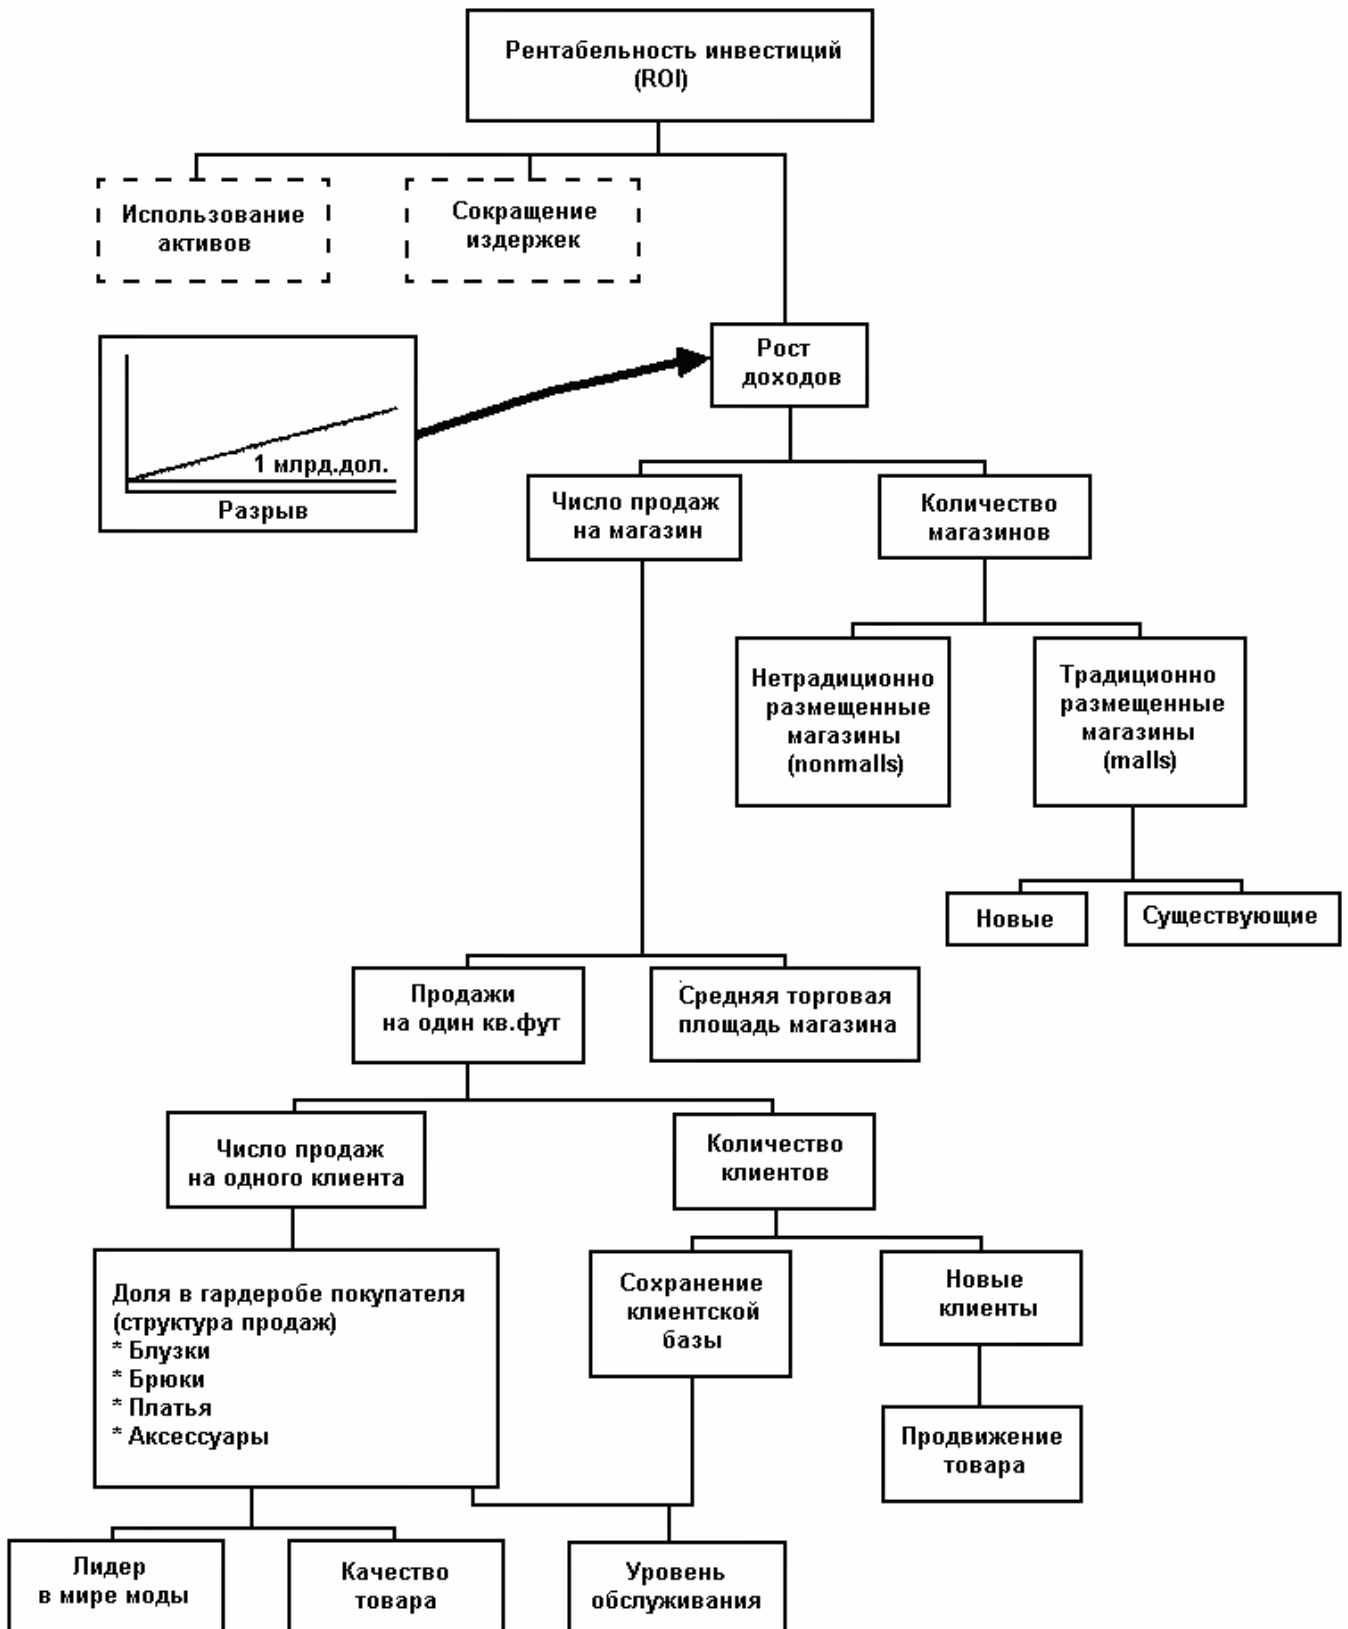 Рентабельность инвестиций
(ROI)
Использование
активов
Сокращение
издержек
Рост
доходов
1 млрд.дол.
Разрыв
Число продаж
на магазин
Количество
магазинов
Нетрадиционно
размещенные
магазины
(nonmalls)
Традиционно
размещенные
магазины
(malls)
Новые
Существующие
Продажи
на один кв.фут
Средняя торговая
площадь магазина
Число продаж
на одного клиента
Количество
клиентов
Доля в гардеробе покупателя
(структура продаж)
* Блузки
* Брюки
* Платья
* Аксессуары
Сохранение
клиентской
базы
Новые
клиенты
Продвижение
товара
Лидер
в мире моды
Качество
товара
Уровень
обслуживания